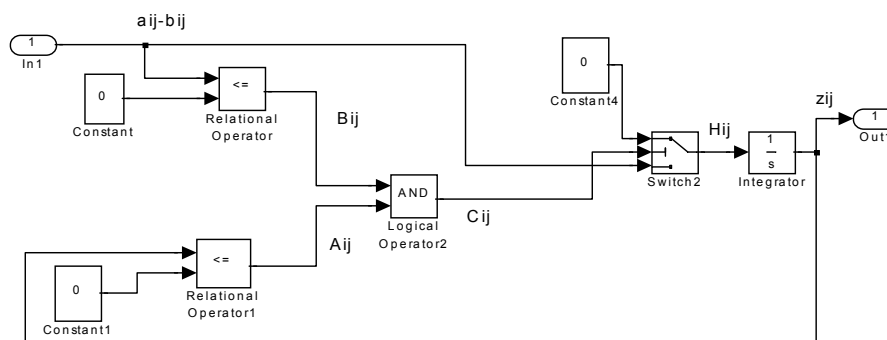 aij-bij
1
In1
0
Constant
<=
Relational
Operator
Bij
0
Constant4
Hij
zij
1
Out1
Switch2
1
s
Integrator
AND
Logical
Operator2
Cij
Aij
<=
Relational
Operator1
0
Constant1